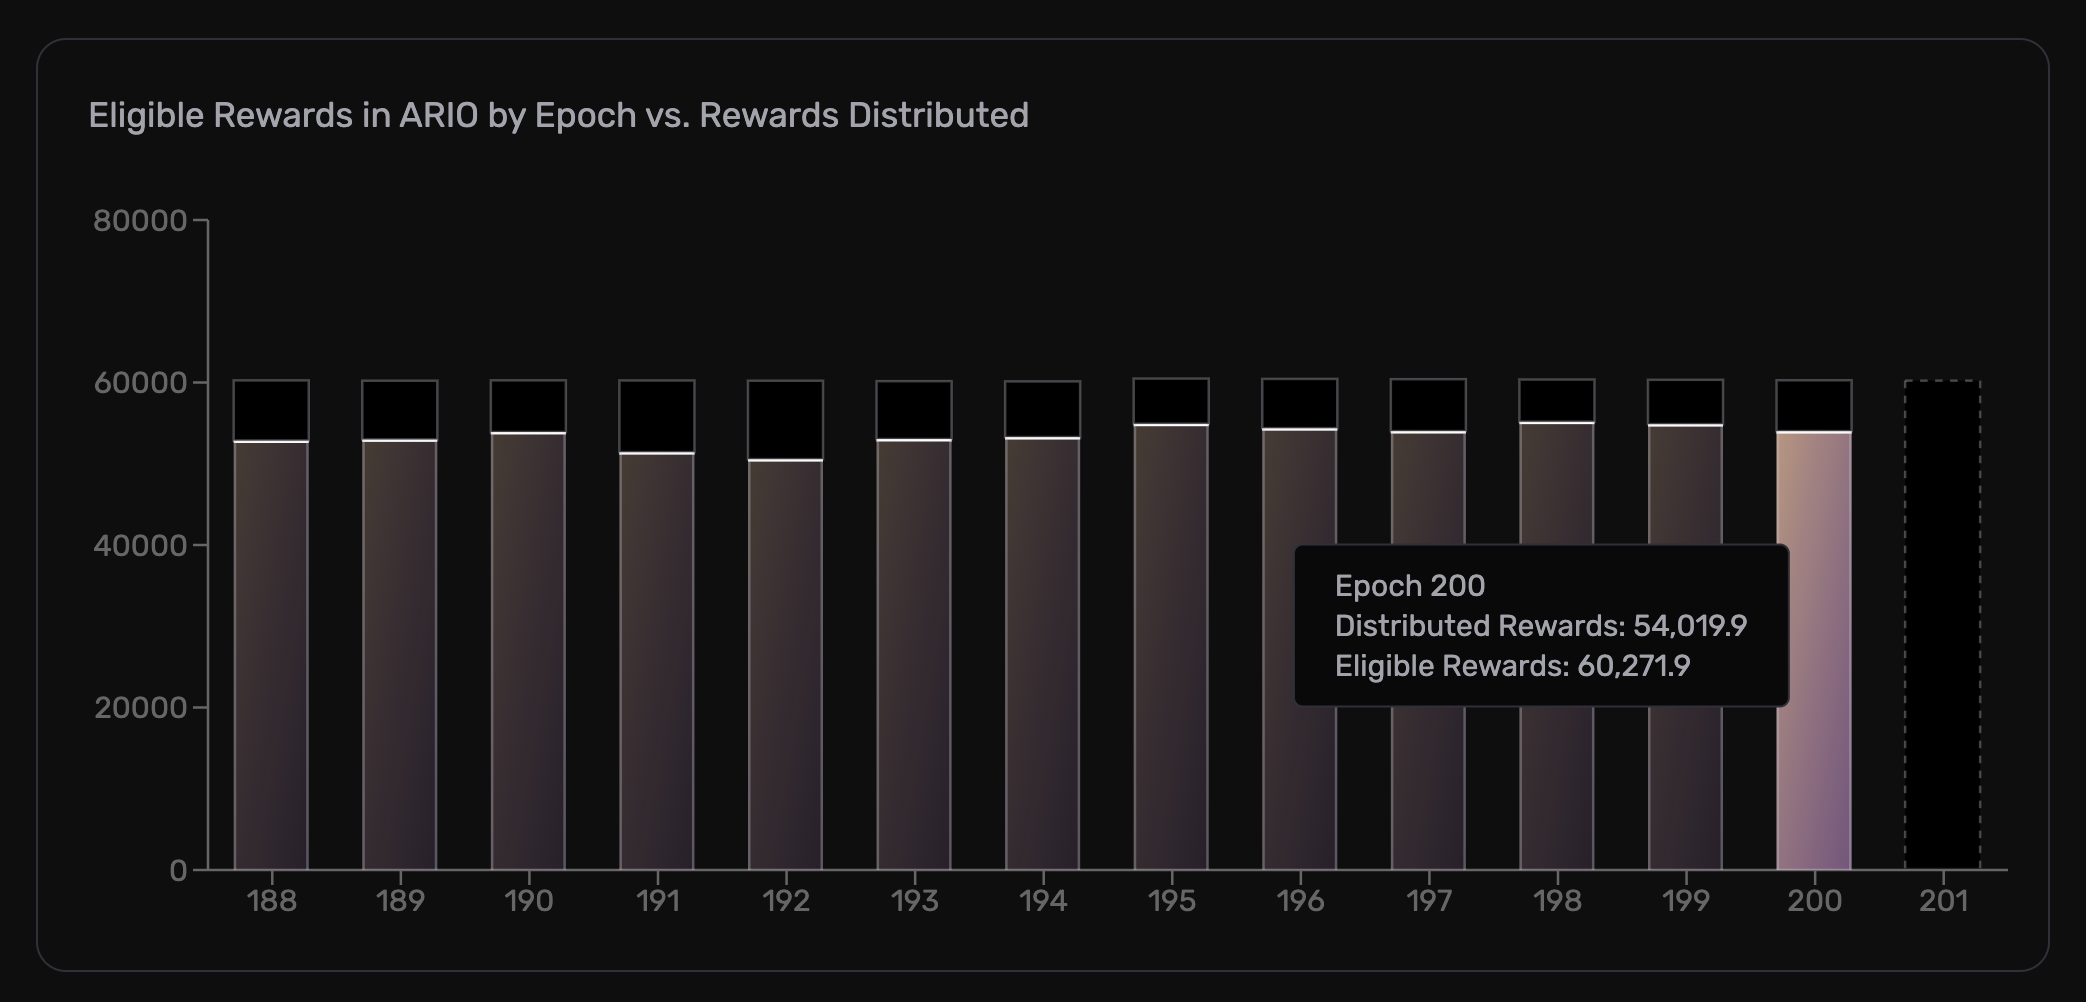 Eligible Rewards in ARIO by Epoch vs. Rewards Distributed
80000
60000
40000
20000
0
Epoch 200
Distributed Rewards: 54,019.9
Eligible Rewards: 60,271.9
188 189 190 191 192 193 194 195 196 197 198 199 200 201